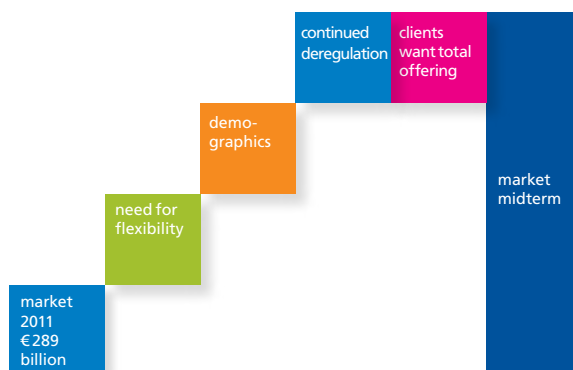 continued
deregulation
clients
want total
offering
demo-
graphics
market
midterm
need for
flexibility
market
2011
€ 289
billion